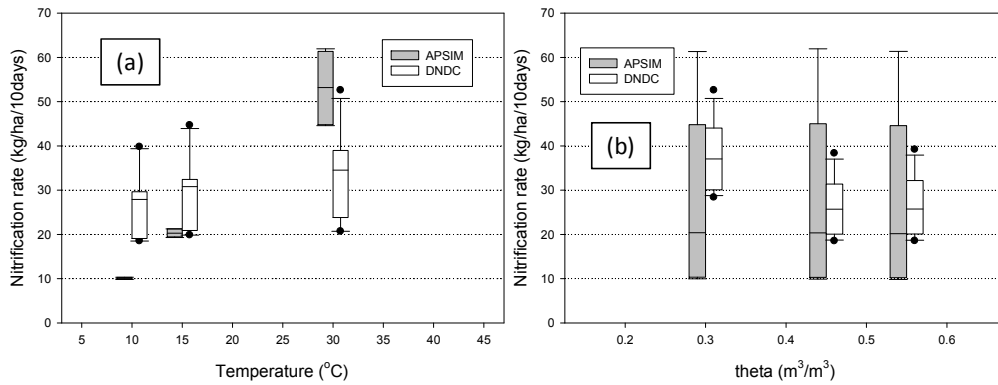 70
60
50
40
30
20
10
0
Nitrification rate (kg/ha/10days)
(a)
APSIM
DNDC
5 10 15 20 25 30 35 40 45
Temperature (°C)
70
60
50
40
30
20
10
0
Nitrification rate (kg/ha/10days)
APSIM
DNDC
(b)
0.2 0.3 0.4 0.5 0.6
theta (m³/m³)